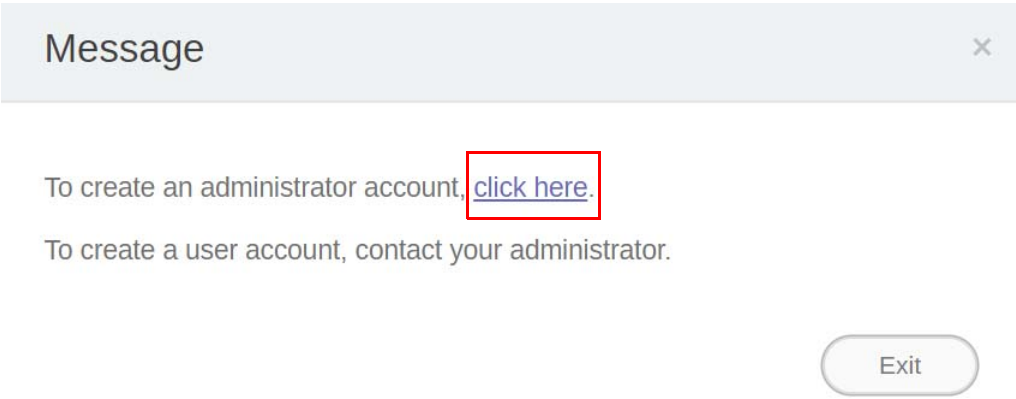 Message
To create an administrator account, click here.
To create a user account, contact your administrator.
Exit